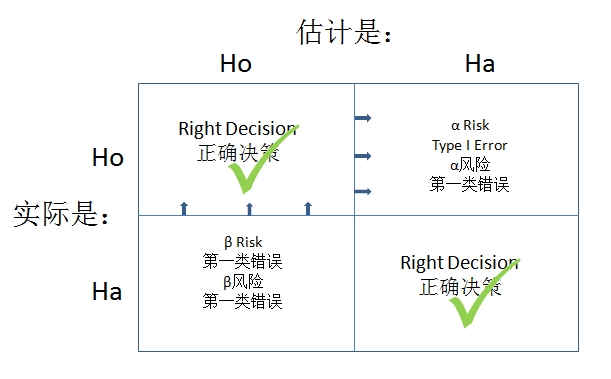 估计是：
Ho
Ha
Ho
Right Decision
正确决策
α Risk
Type I Error
α风险
第一类错误
实际是：
Ha
β Risk
第一类错误
β风险
第一类错误
Right Decision
正确决策